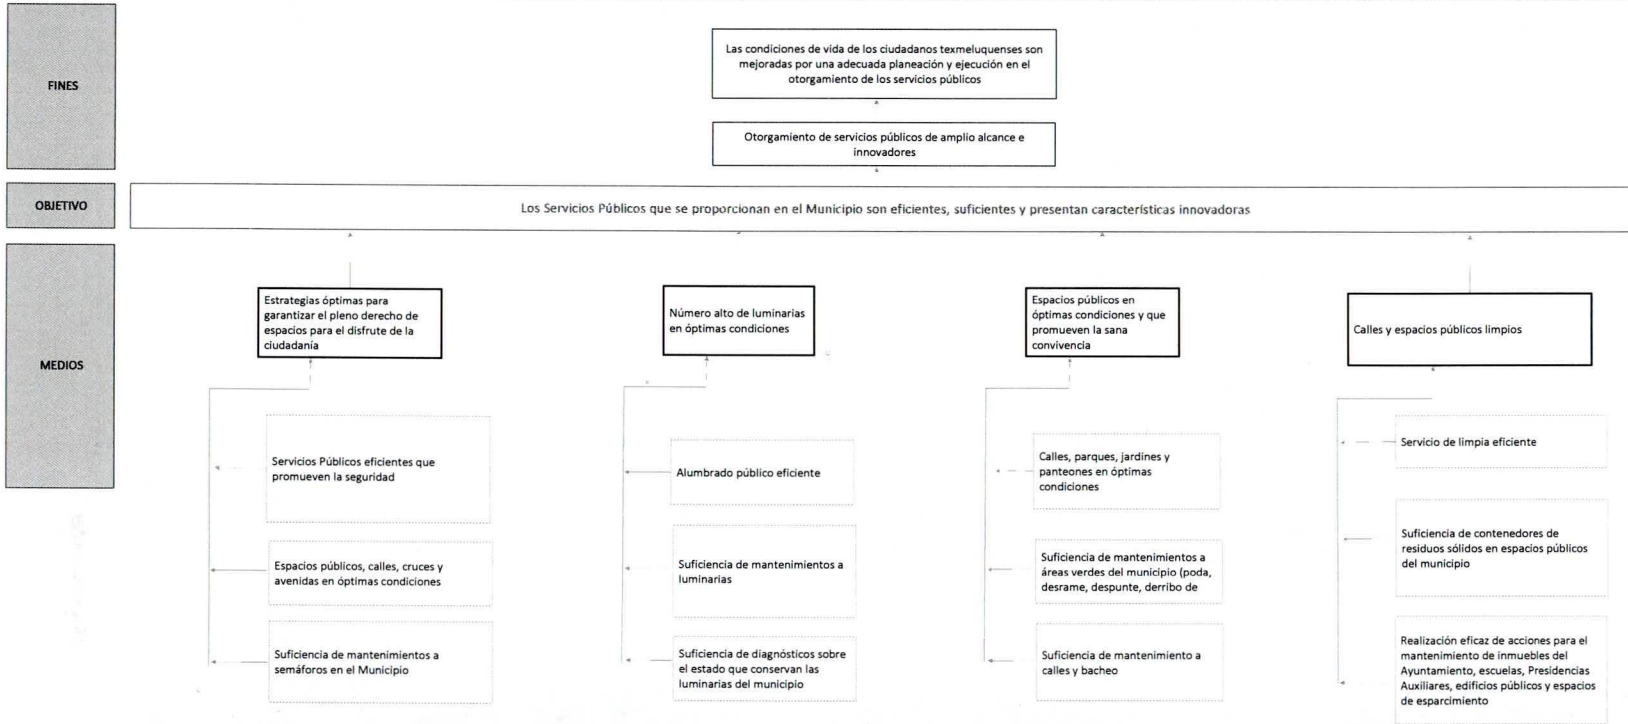 FINES
Las condiciones de vida de los ciudadanos texmeluquenses son
mejoradas por una adecuada planeación y ejecución en el
otorgamiento de los servicios públicos
Otorgamiento de servicios públicos de amplio alcance e
innovadores
OBJETIVO
Los Servicios Públicos que se proporcionan en el Municipio son eficientes, suficientes y presentan características innovadoras
MEDIOS
Estrategias óptimas para
garantizar el pleno derecho de
espacios para el disfrute de la
ciudadanía
Servicios Públicos eficientes que
promueven la seguridad
Espacios públicos, calles, cruces y
avenidas en óptimas condiciones
Suficiencia de mantenimientos a
semáforos en el Municipio
Número alto de luminarias
en óptimas condiciones
Alumbrado público eficiente
Suficiencia de mantenimientos a
luminarias
Suficiencia de diagnósticos sobre
el estado que conservan las
luminarias del municipio
Espacios públicos en
óptimas condiciones y que
promueven la sana
convivencia
Calles, parques, jardines y
panteones en óptimas
condiciones
Suficiencia de mantenimientos a
áreas verdes del municipio (poda,
desrame, despunte, derribo de
Suficiencia de mantenimiento a
calles y bacheo
Calles y espacios públicos limpios
Servicio de limpia eficiente
Suficiencia de contenedores de
residuos sólidos en espacios públicos
del municipio
Realización eficaz de acciones para el
mantenimiento de inmuebles del
Ayuntamiento, escuelas, Presidencias
Auxiliares, edificios públicos y espacios
de esparcimiento